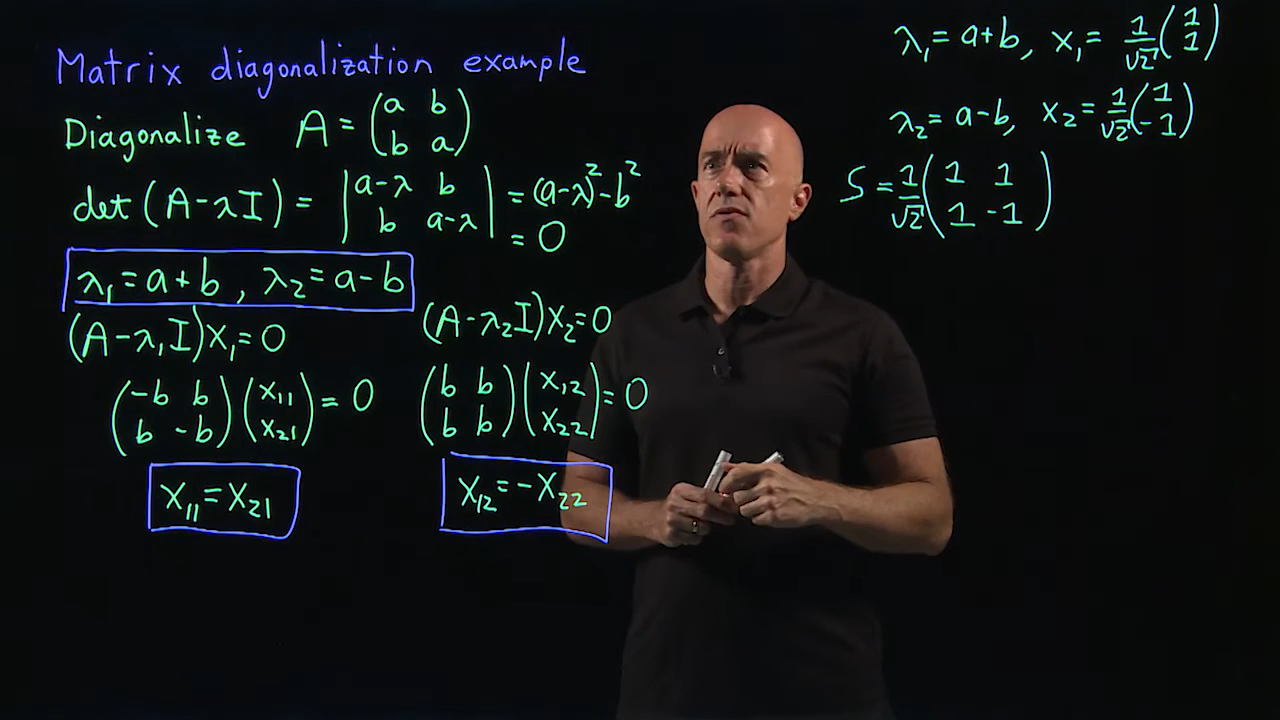 Matrix diagonalization example
Diagonalize A = (a b
b a)
det (A-λI) = |a-λ b
b a-λ| = (a-λ)²-b²
= 0
λ₁ = a+b , λ₂ = a-b
(A-λ₁I)x₁=0
(-b b
b -b) (x₁₁
x₂₁) = 0
x₁₁ = x₂₁
(A-λ₂I)x₂=0
(b b
b b) (x₁₂
x₂₂) = 0
x₁₂ = -x₂₂
λ₁ = a+b, x₁ = 1/√2 (1
1)
λ₂ = a-b, x₂ = 1/√2 (1
-1)
S = 1/√2 (1 1
1 -1)